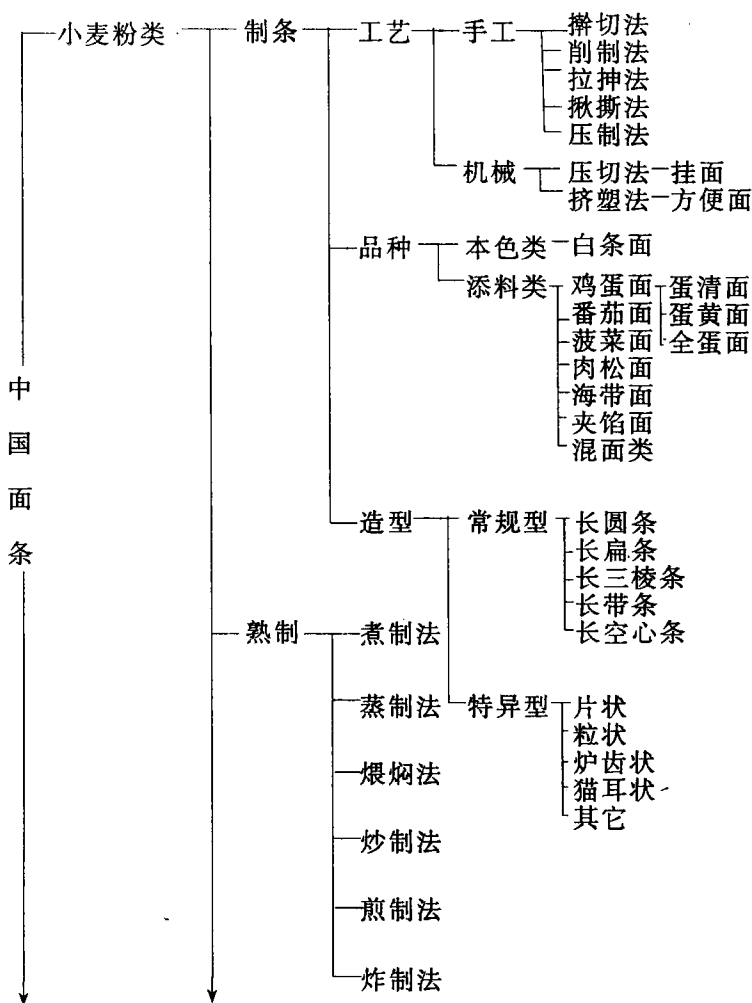 小麦粉类 制条 工艺 手工 擀切法
削制法
拉抻法
揪撕法
压制法
机械 压切法 挂面
挤塑法 方便面
品种 本色类 白条面
添料类 鸡蛋面 蛋清面
番茄面 蛋黄面
菠菜面 全蛋面
肉松面
海带面
夹馅面
混面类
中国面条
造型 常规型 长圆条
长扁条
长三棱条
长带条
长空心条
熟制 煮制法
蒸制法 特异型 片状
粒状
炉齿状
猫耳状
其它
煨焖法
炒制法
煎制法
炸制法